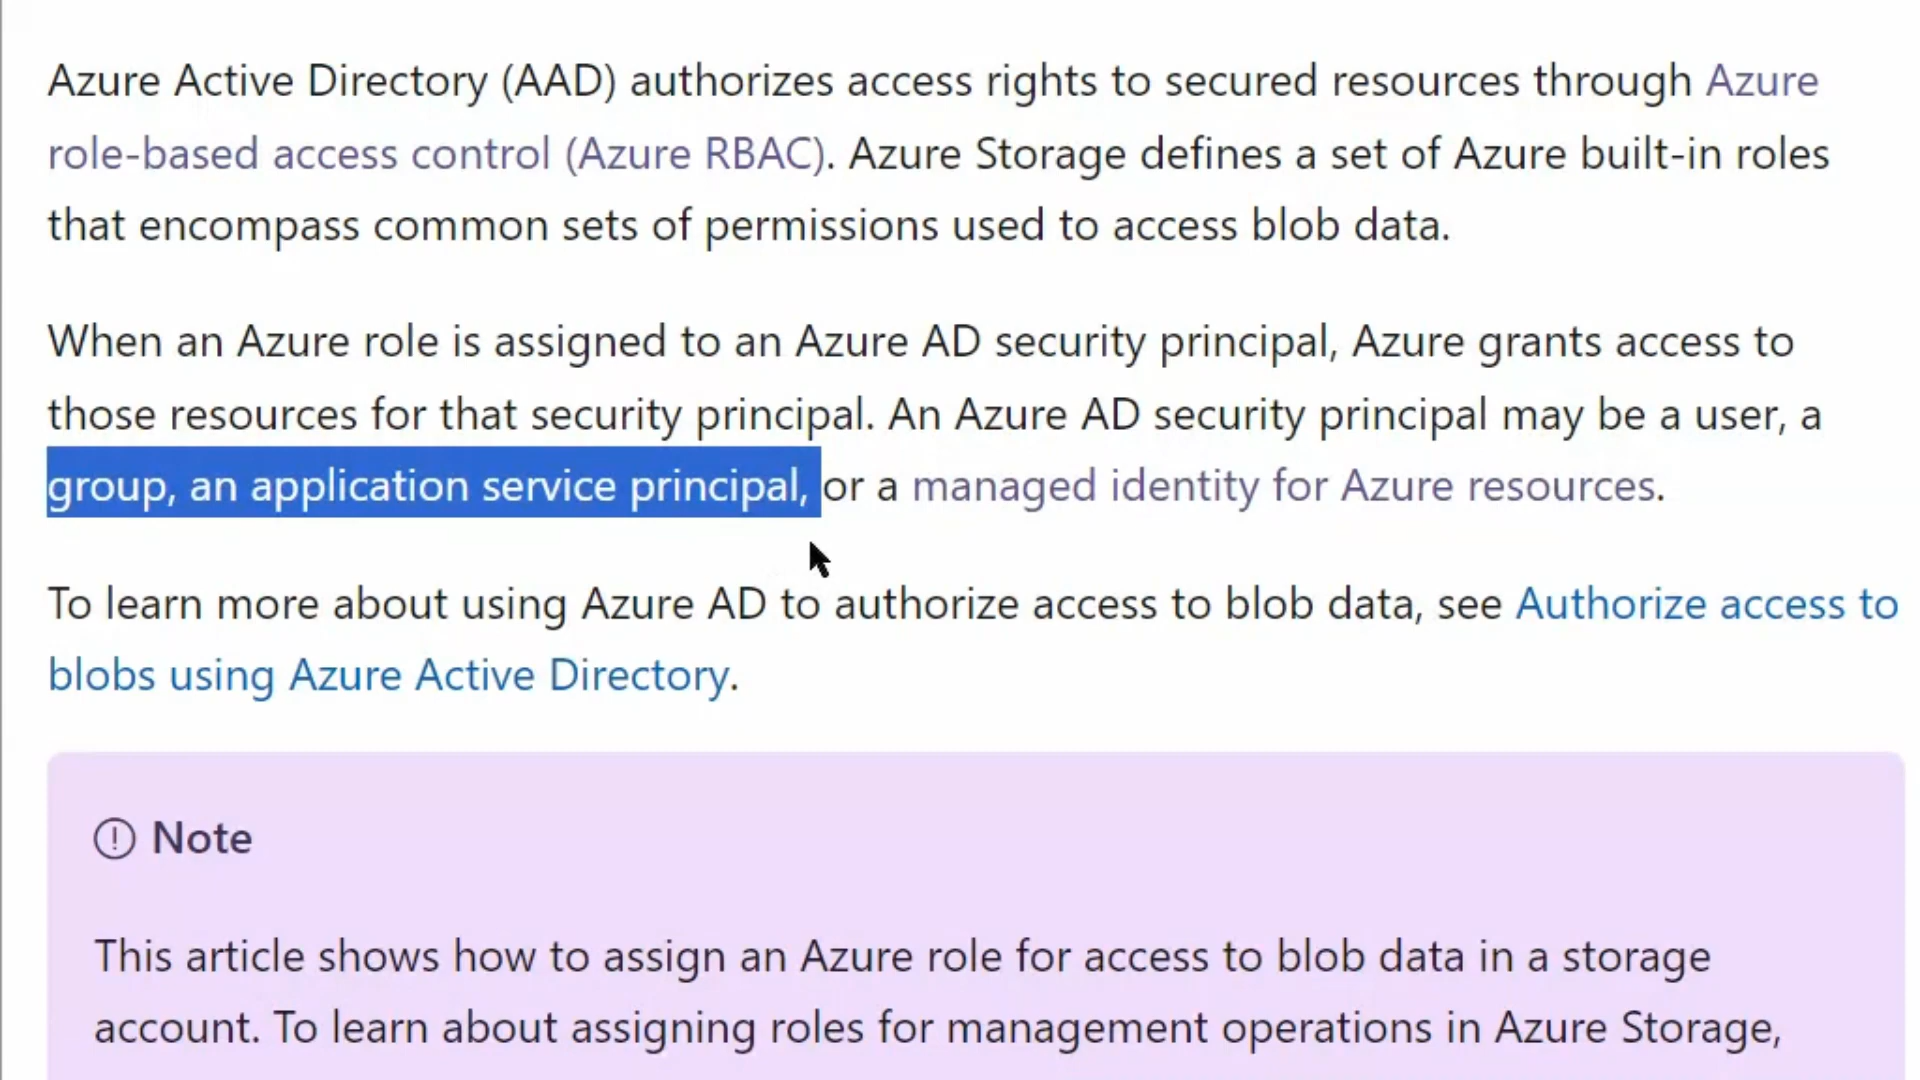 Azure Active Directory (AAD) authorizes access rights to secured resources through Azure
role-based access control (Azure RBAC). Azure Storage defines a set of Azure built-in roles
that encompass common sets of permissions used to access blob data.
When an Azure role is assigned to an Azure AD security principal, Azure grants access to
those resources for that security principal. An Azure AD security principal may be a user, a
group, an application service principal, or a managed identity for Azure resources.
To learn more about using Azure AD to authorize access to blob data, see Authorize access to
blobs using Azure Active Directory.
Note
This article shows how to assign an Azure role for access to blob data in a storage
account. To learn about assigning roles for management operations in Azure Storage,